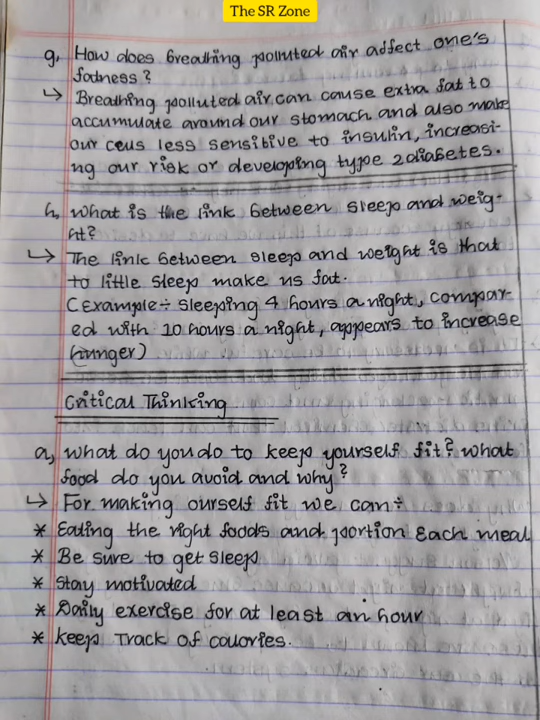 The SR Zone
g, How does breathing polluted air affect one's
fatness?
↳ Breathing polluted air can cause extra fat to
accumulate around our stomach and also make
our ceus less sensitive to insulin, increasi-
ng our risk or developing type 2 diabetes.
h, what is the link between sleep and weig-
ht?
↳ The link between sleep and weight is that
to little sleep make us fat.
(Example÷ sleeping 4 hours a night, compar-
ed with 10 hours a night, appears to increase
hunger)
Critical Thinking
a, what do you do to keep yourself fit? what
food do you avoid and why?
↳ For making ourself fit we can÷
* Eating the right foods and portion Each meal
* Be sure to get sleep
* Stay motivated
* Daily exercise for at least an hour
* keep Track of calories.